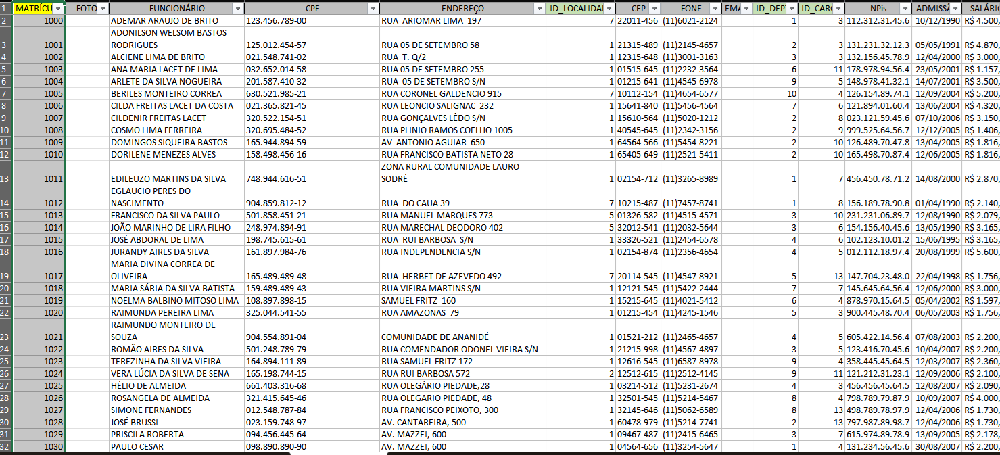 1 MATRÍCU FOTO FUNCIONÁRIO CPF ENDEREÇO ID_LOCALIDA CEP FONE EMA ID_DEP ID_CARG NPis ADMISSÃ SALÁRIO
2 1000 ADEMAR ARAUJO DE BRITO 123.456.789-00 RUA ARIOMAR LIMA 197 7 22011-456 (11)6021-2124 1 3 112.312.31.45.6 10/12/1990 R$ 4.500,
ADONILSON WELSOM BASTOS
3 1001 RODRIGUES 125.012.454-57 RUA 05 DE SETEMBRO 58 1 21315-489 (11)2145-4657 2 3 131.231.32.12.3 05/05/1991 R$ 4.870,
4 1002 ALCIENE LIMA DE BRITO 021.548.741-02 RUA T. Q/2 1 12315-648 (11)3001-3163 3 3 132.156.45.78.9 12/04/2000 R$ 3.000,
5 1003 ANA MARIA LACET DE LIMA 032.652.014-58 RUA 05 DE SETEMBRO 255 1 01515-645 (11)2232-3564 6 11 178.978.94.56.4 23/05/2001 R$ 1.157,
6 1004 ARLETE DA SILVA NOGUEIRA 201.587.410-32 RUA 05 DE SETEMBRO S/N 1 01215-641 (11)4545-6978 9 5 148.978.41.32.1 14/07/2001 R$ 3.500,
7 1005 BERILES MONTEIRO CORREA 630.521.985-21 RUA CORONEL GALDENCIO 915 7 10112-154 (11)4654-6577 10 4 126.154.89.74.1 12/09/2004 R$ 5.200,
8 1006 CILDA FREITAS LACET DA COSTA 021.365.821-45 RUA LEONCIO SALIGNAC 232 1 15641-840 (11)5456-4564 7 6 121.894.01.60.4 13/06/2004 R$ 4.320,
9 1007 CILDENIR FREITAS LACET 320.522.154-51 RUA GONÇALVES LÊDO S/N 1 15610-564 (11)5020-1212 2 8 023.121.59.45.6 07/10/2006 R$ 3.150,
10 1008 COSMO LIMA FERREIRA 320.695.484-52 RUA PLINIO RAMOS COELHO 1005 1 40545-645 (11)2342-3156 2 9 999.525.64.56.7 12/12/2005 R$ 1.406,
11 1009 DOMINGOS SIQUEIRA BASTOS 165.944.894-59 AV ANTONIO AGUIAR 650 1 64564-566 (11)5454-8221 2 10 126.489.70.47.8 13/04/2005 R$ 1.816,
12 1010 DORILENE MENEZES ALVES 158.498.456-16 RUA FRANCISCO BATISTA NETO 28 1 65405-649 (11)2521-5411 2 10 165.498.70.87.4 12/06/2005 R$ 1.816,
ZONA RURAL COMUNIDADE LAURO
13 1011 EDILEUZO MARTINS DA SILVA 748.944.616-51 SODRÉ 1 02154-712 (11)3265-8989 1 7 456.450.78.71.2 14/08/2000 R$ 2.870,
EGLAUCIO PERES DO
14 1012 NASCIMENTO 904.859.812-12 RUA DO CAUA 39 7 10215-487 (11)7457-8741 1 8 156.189.78.90.8 01/04/1990 R$ 2.140,
15 1013 FRANCISCO DA SILVA PAULO 501.858.451-21 RUA MANUEL MARQUES 773 5 01326-582 (11)4515-4571 3 10 231.231.06.89.7 12/08/1990 R$ 2.079,
16 1014 JOÃO MARINHO DE LIRA FILHO 248.974.894-91 RUA MARECHAL DEODORO 402 5 32012-541 (11)2032-5644 3 6 154.156.40.45.6 13/05/1990 R$ 3.165,
17 1015 JOSÉ ABDORAL DE LIMA 198.745.615-61 RUA RUI BARBOSA S/N 1 33326-521 (11)2454-6578 4 6 102.123.10.01.2 15/06/1995 R$ 3.165,
18 1016 JURANDY AIRES DA SILVA 161.897.984-76 RUA INDEPENDENCIA S/N 1 02154-874 (11)2356-4654 4 5 012.112.18.97.4 20/08/1999 R$ 5.600,
MARIA DIVINA CORREA DE
19 1017 OLIVEIRA 165.489.489-48 RUA HERBET DE AZEVEDO 492 7 20114-545 (11)4547-8921 5 13 147.704.23.48.0 22/04/1998 R$ 1.756,
20 1018 MARIA SÁRIA DA SILVA BATISTA 159.489.489-43 RUA VIEIRA MARTINS S/N 1 12121-545 (11)5422-2444 7 7 145.645.64.56.4 12/06/2000 R$ 3.000,
21 1019 NOELMA BALBINO MITOSO LIMA 108.897.898-15 SAMUEL FRITZ 160 1 15215-645 (11)4021-5412 6 4 878.970.15.64.5 05/04/2002 R$ 1.597,
22 1020 RAIMUNDA PEREIRA LIMA 325.044.541-55 RUA AMAZONAS 79 1 01215-454 (11)4245-1546 5 3 900.445.48.70.4 06/05/2003 R$ 1.756,
RAIMUNDO MONTEIRO DE
23 1021 SOUZA 904.554.891-04 COMUNIDADE DE ANANIDÉ 1 01521-212 (11)2465-4657 4 5 605.422.14.56.4 07/08/2003 R$ 2.200,
24 1022 ROMÃO AIRES DA SILVA 501.248.789-79 RUA COMENDADOR ODONEL VIEIRA S/N 1 21215-998 (11)4567-4897 3 5 123.416.70.45.6 10/04/2007 R$ 2.200,
25 1023 TEREZINHA DA SILVA VIEIRA 164.894.111-89 RUA SAMUEL FRITZ 172 1 12616-545 (11)6587-8978 9 4 358.445.45.64.5 12/03/2007 R$ 2.360,
26 1024 VERA LÚCIA DA SILVA DE SENA 165.198.744-15 RUA RUI BARBOSA 572 2 12512-615 (11)2512-4145 9 11 121.212.31.23.1 12/09/2006 R$ 2.100,
27 1025 HÉLIO DE ALMEIDA 661.403.316-68 RUA OLEGÁRIO PIEDADE,28 1 03214-512 (11)5231-2674 4 3 456.456.45.64.5 12/08/2007 R$ 2.090,
28 1026 ROSANGELA DE ALMEIDA 321.415.645-46 RUA OLEGARIO PIEDADE, 48 1 32501-545 (11)5214-5467 8 4 798.789.79.87.9 10/09/2007 R$ 4.000,
29 1027 SIMONE FERNANDES 012.548.787-84 RUA FRANCISCO PEIXOTO, 300 1 32145-646 (11)5062-6589 8 13 498.789.78.97.9 12/04/2006 R$ 1.730,
30 1028 JOSÉ BRUSSI 023.159.748-97 AV. CANTAREIRA, 500 1 60478-979 (11)5214-7741 2 13 797.987.89.98.7 12/04/2006 R$ 1.730,
31 1029 PRISCILA ROBERTA 094.456.445-64 AV. MAZZEI, 600 1 09467-487 (11)2415-6465 3 7 615.974.89.78.9 13/09/2005 R$ 2.178,
32 1030 PAULO CESAR 098.890.890-90 AV. MAZZEI, 600 1 04564-656 (11)3254-5647 1 4 131.234.56.45.6 30/08/2007 R$ 2.200,